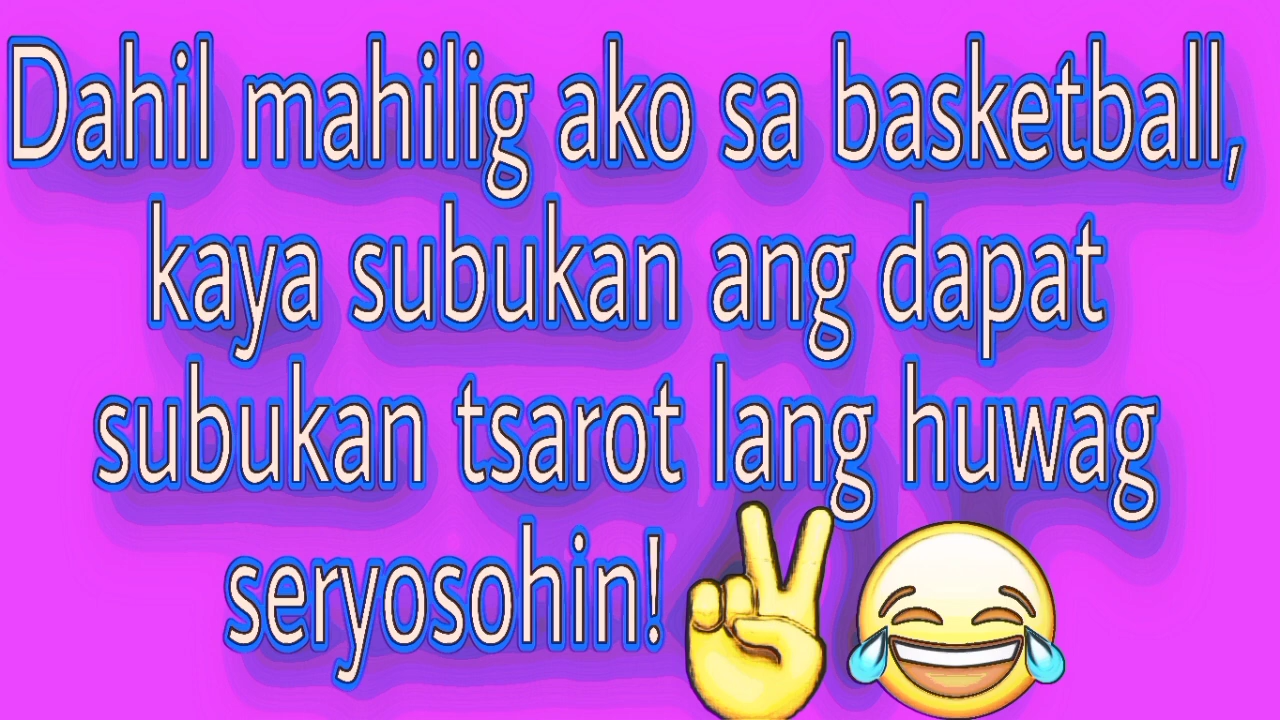 Dahil mahilig ako sa basketball,
kaya subukan ang dapat
subukan tsarot lang huwag
seryosohin!✌😂